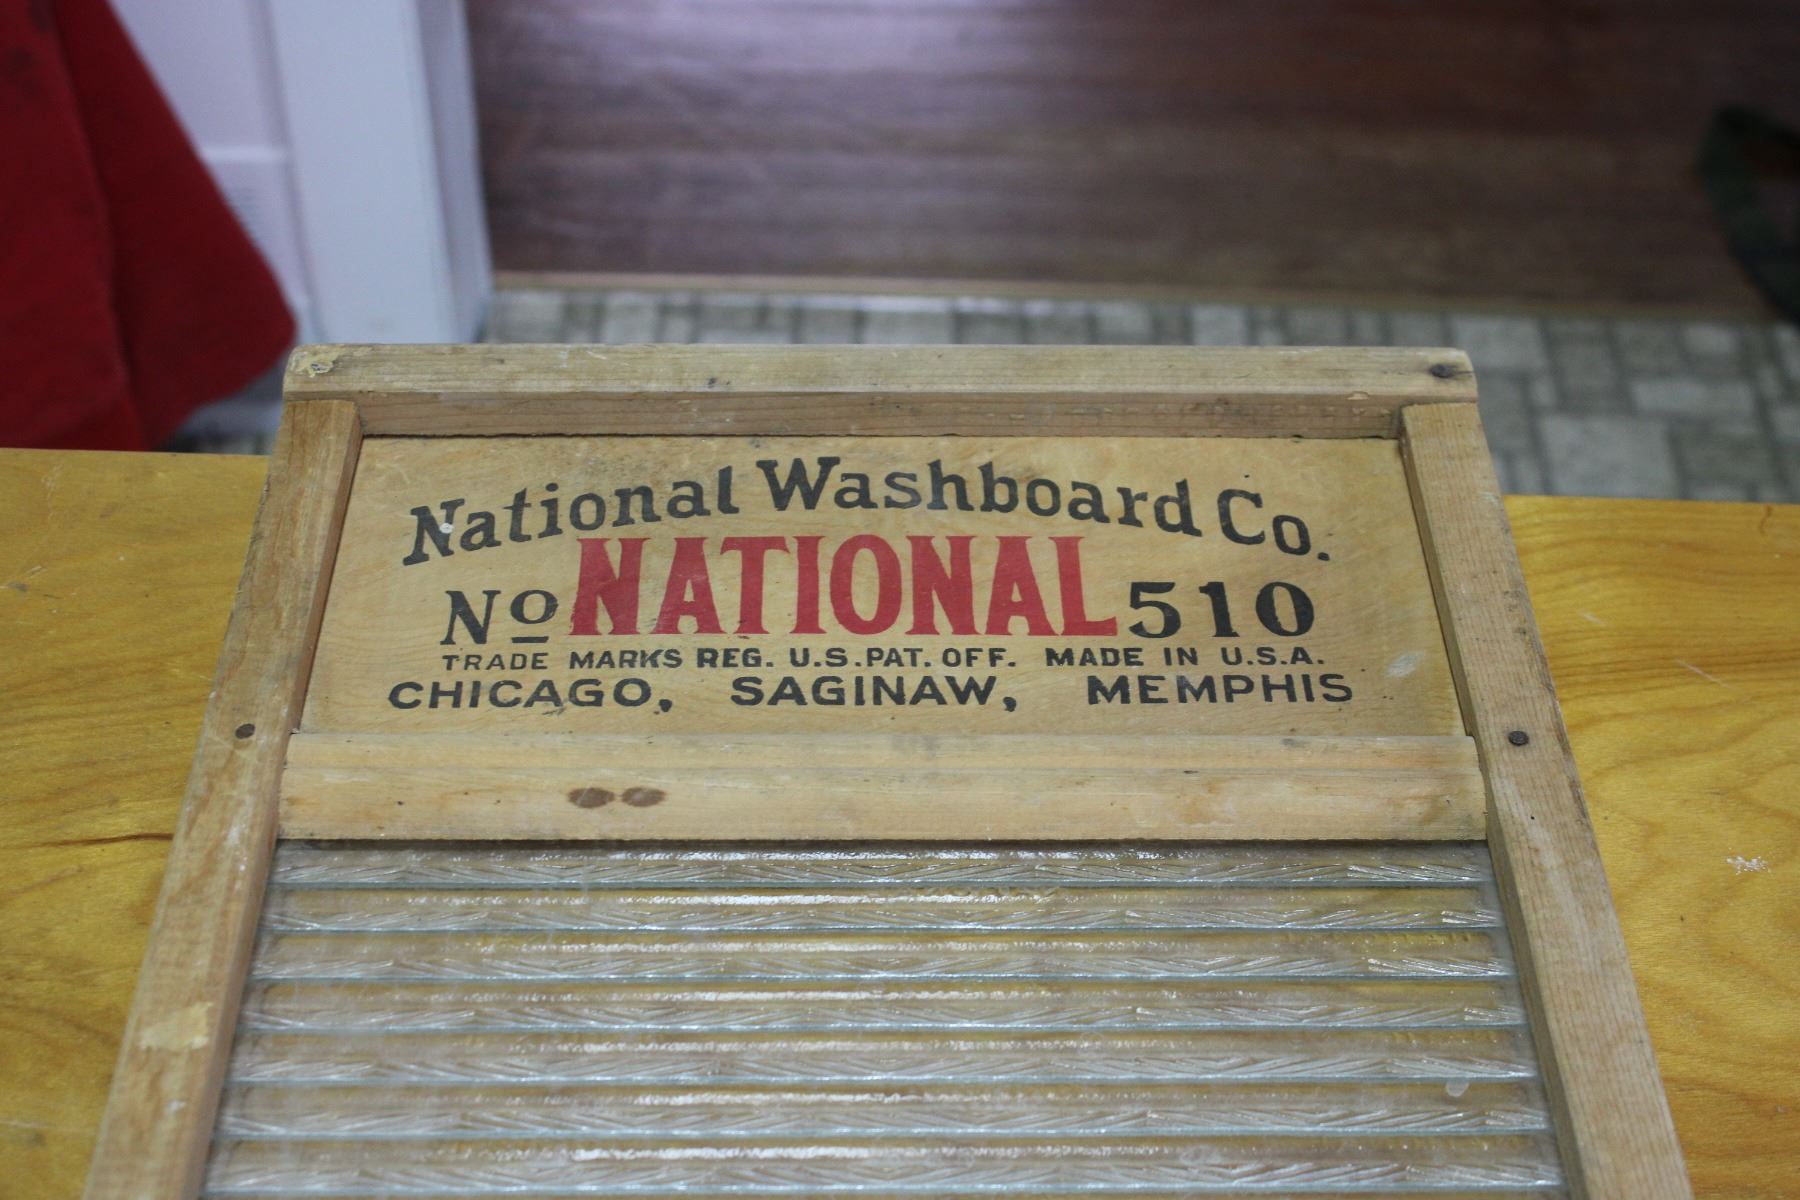 National Washboard Co.
No NATIONAL 510
TRADE MARKS REG. U.S. PAT. OFF. MADE IN U.S.A.
CHICAGO, SAGINAW, MEMPHIS